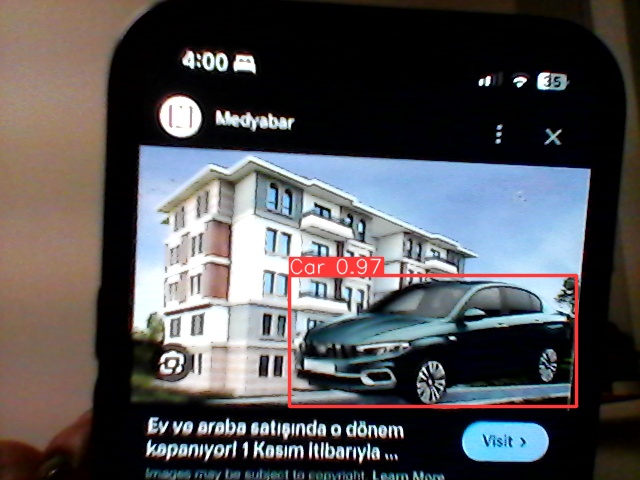 4:00
35
Medyabar
Car 0.97
Ev ve araba satışında o dönem
kapanıyor! 1 Kasım itibarıyla ...
Visit >
Images may be subject to copyright. Learn More